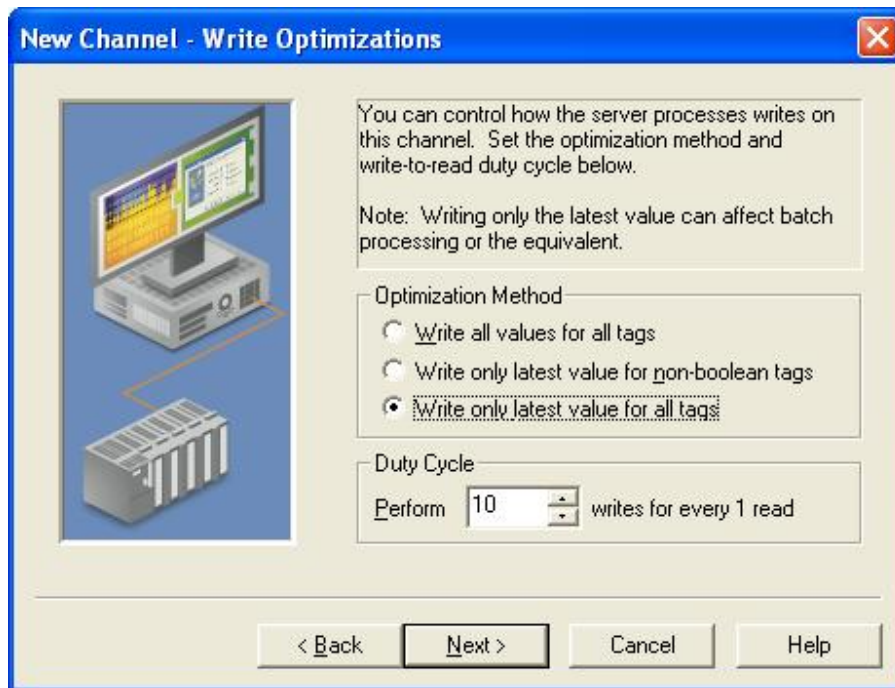 New Channel - Write Optimizations
You can control how the server processes writes on
this channel.  Set the optimization method and
write-to-read duty cycle below.
Note:  Writing only the latest value can affect batch
processing or the equivalent.
Optimization Method
Write all values for all tags
Write only latest value for non-boolean tags
Write only latest value for all tags
Duty Cycle
Perform 10 writes for every 1 read
< Back Next > Cancel Help